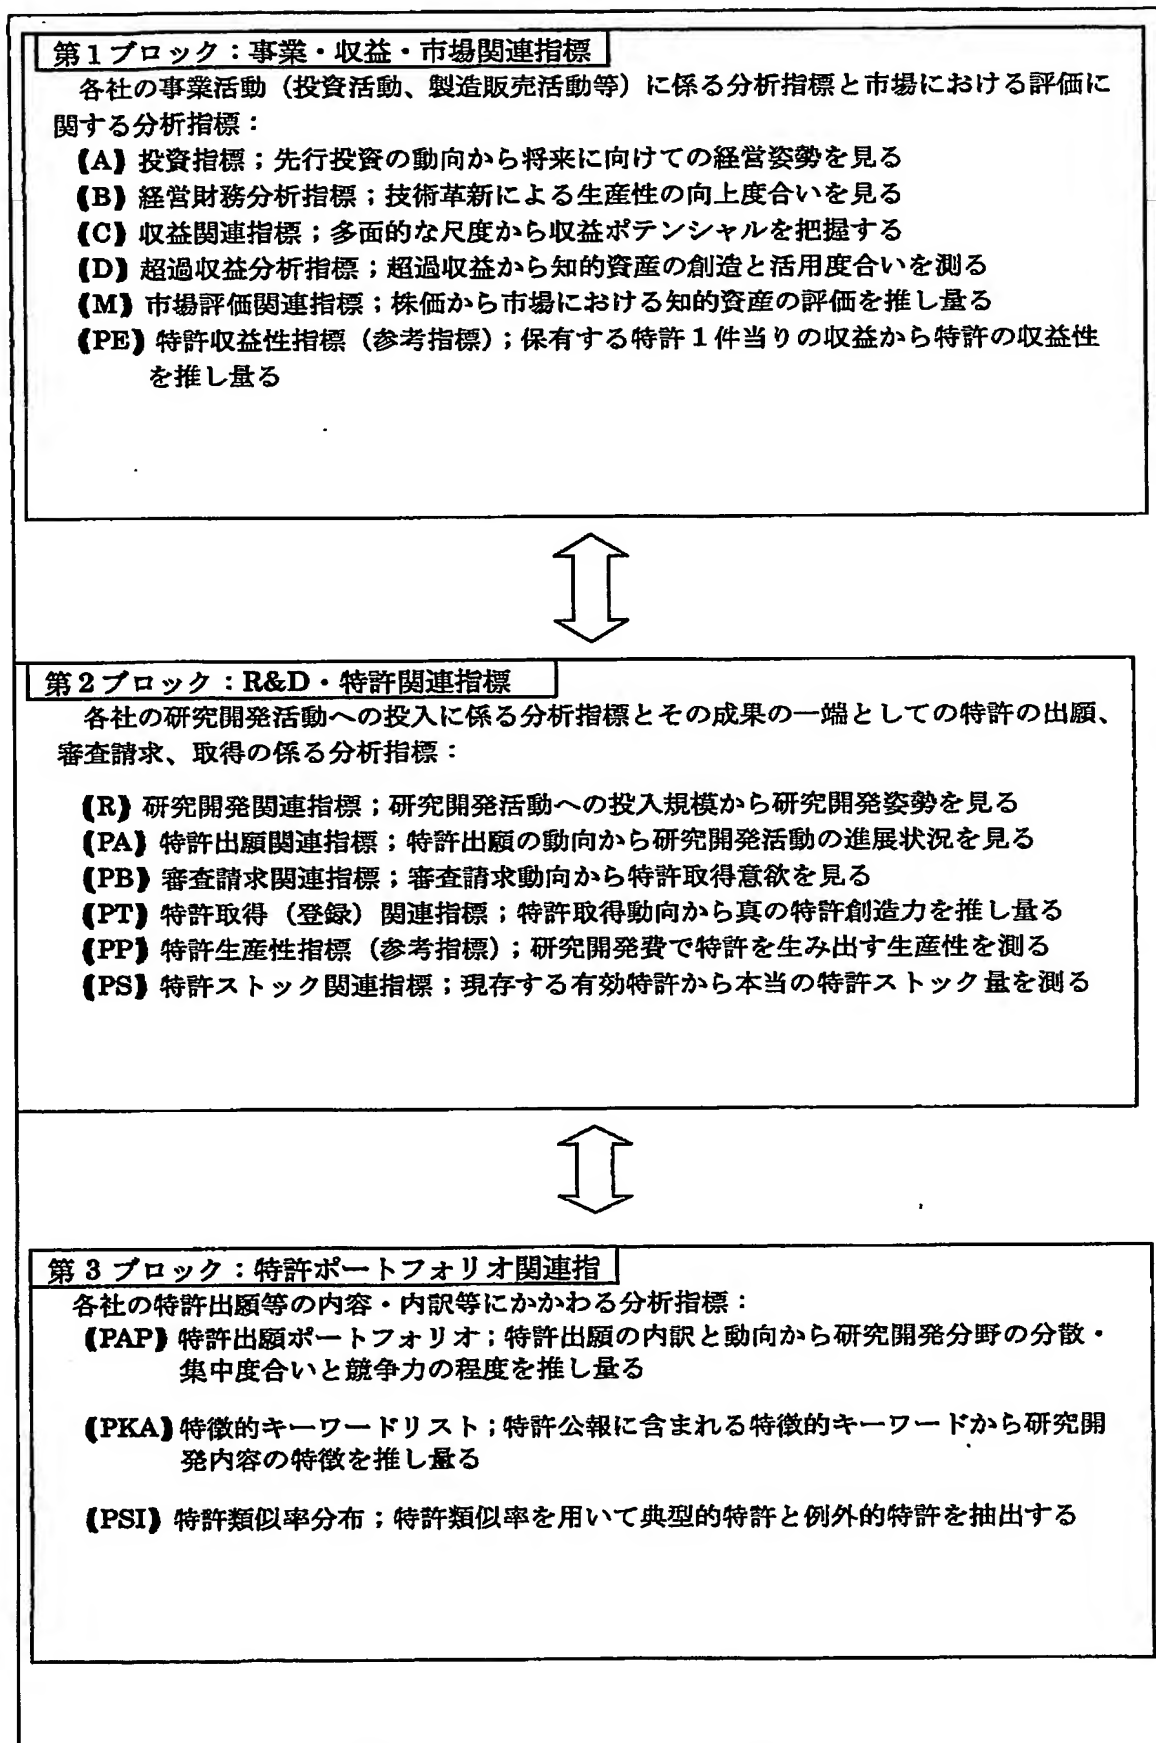 第1ブロック：事業・収益・市場関連指標
各社の事業活動（投資活動、製造販売活動等）に係る分析指標と市場における評価に
関する分析指標：
【A】投資指標；先行投資の動向から将来に向けての経営姿勢を見る
【B】経営財務分析指標；技術革新による生産性の向上度合いを見る
【C】収益関連指標；多面的な尺度から収益ポテンシャルを把握する
【D】超過収益分析指標；超過収益から知的資産の創造と活用度合いを測る
【M】市場評価関連指標；株価から市場における知的資産の評価を推し量る
【PE】特許収益性指標（参考指標）；保有する特許1件当りの収益から特許の収益性
を推し量る
第2ブロック：R&D・特許関連指標
各社の研究開発活動への投入に係る分析指標とその成果の一端としての特許の出願、
審査請求、取得の係る分析指標：
【R】研究開発関連指標；研究開発活動への投入規模から研究開発姿勢を見る
【PA】特許出願関連指標；特許出願の動向から研究開発活動の進展状況を見る
【PB】審査請求関連指標；審査請求動向から特許取得意欲を見る
【PT】特許取得（登録）関連指標；特許取得動向から真の特許創造力を推し量る
【PP】特許生産性指標（参考指標）；研究開発費で特許を生み出す生産性を測る
【PS】特許ストック関連指標；現存する有効特許から本当の特許ストック量を測る
第3ブロック：特許ポートフォリオ関連指
各社の特許出願等の内容・内訳等にかかわる分析指標：
【PAP】特許出願ポートフォリオ；特許出願の内訳と動向から研究開発分野の分散・
集中度合いと競争力の程度を推し量る
【PKA】特徴的キーワードリスト；特許公報に含まれる特徴的キーワードから研究開
発内容の特徴を推し量る
【PSI】特許類似率分布；特許類似率を用いて典型的特許と例外的特許を抽出する